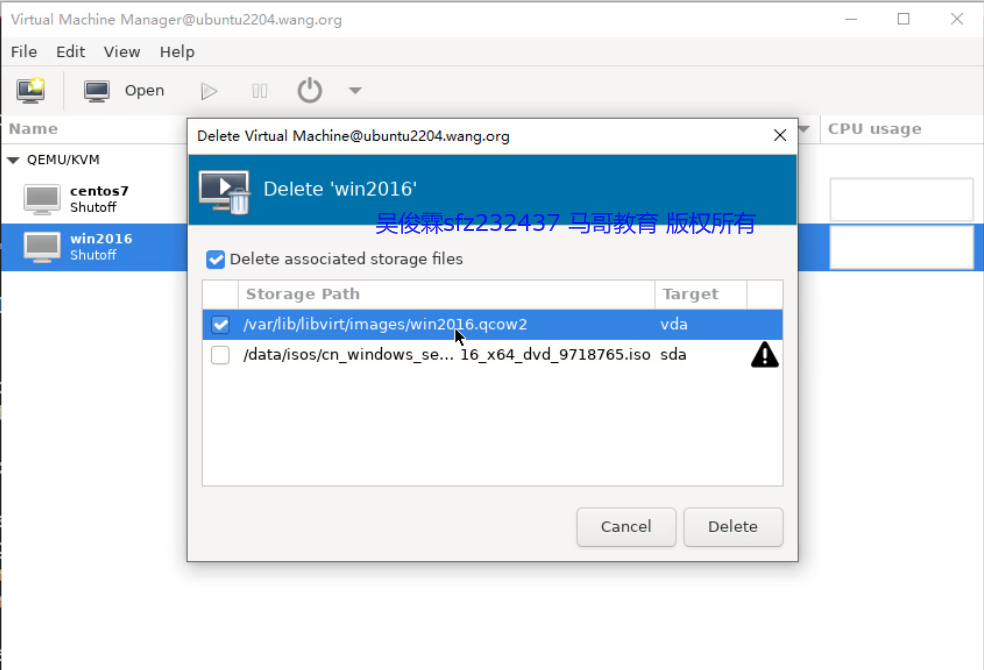 Virtual Machine Manager@ubuntu2204.wang.org
File Edit View Help
Open
Name CPU usage
QEMU/KVM
centos7
Shutoff
win2016
Shutoff
Delete Virtual Machine@ubuntu2204.wang.org
Delete 'win2016'
吴俊霖sfz232437 马哥教育 版权所有
Delete associated storage files
Storage Path Target
/var/lib/libvirt/images/win2016.qcow2 vda
/data/isos/cn_windows_se... 16_x64_dvd_9718765.iso sda
Cancel Delete